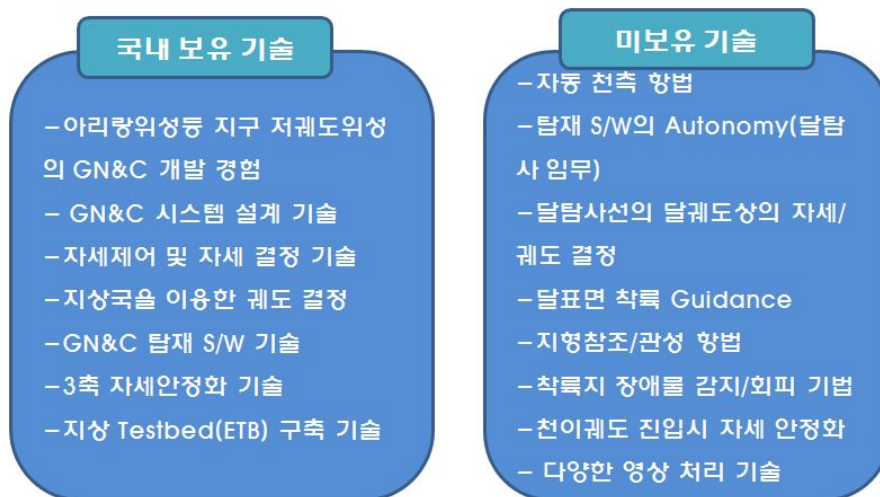 국내 보유 기술
-아리랑위성등 지구 저궤도위성
의 GN&C 개발 경험
- GN&C 시스템 설계 기술
-자세제어 및 자세 결정 기술
-지상국을 이용한 궤도 결정
-GN&C 탑재 S/W 기술
-3축 자세안정화 기술
-지상 Testbed(ETB) 구축 기술
미보유 기술
-자동 천측 항법
-탑재 S/W의 Autonomy(달탐
사 임무)
-달탐사선의 달궤도상의 자세/
궤도 결정
-달표면 착륙 Guidance
-지형참조/관성 항법
-착륙지 장애물 감지/회피 기법
-천이궤도 진입시 자세 안정화
- 다양한 영상 처리 기술